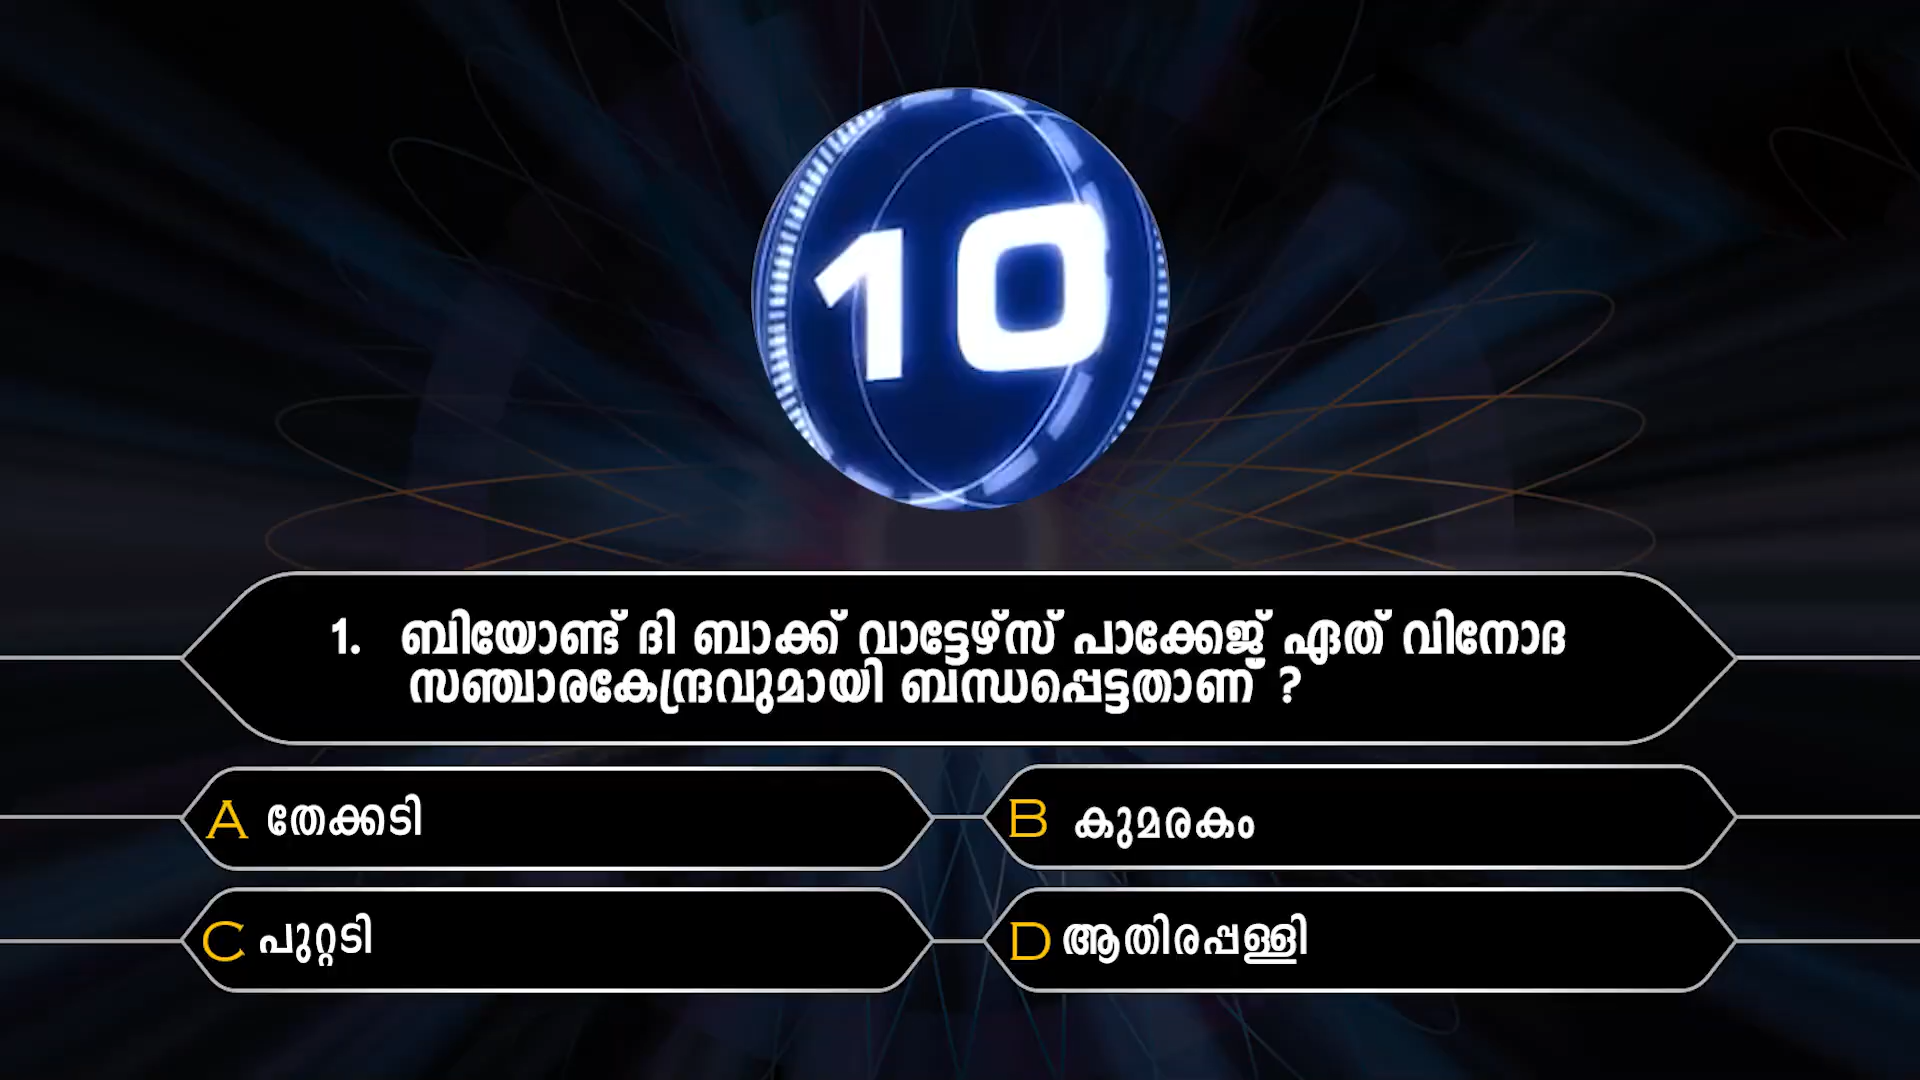 10
1. ബിയോണ്ട് ദി ബാക്ക് വാട്ടേഴ്സ് പാക്കേജ് ഏത് വിനോദ
സഞ്ചാരകേന്ദ്രവുമായി ബന്ധപ്പെട്ടതാണ് ?
A തേക്കടി
B കുമരകം
C പുറ്റടി
D ആതിരപ്പള്ളി